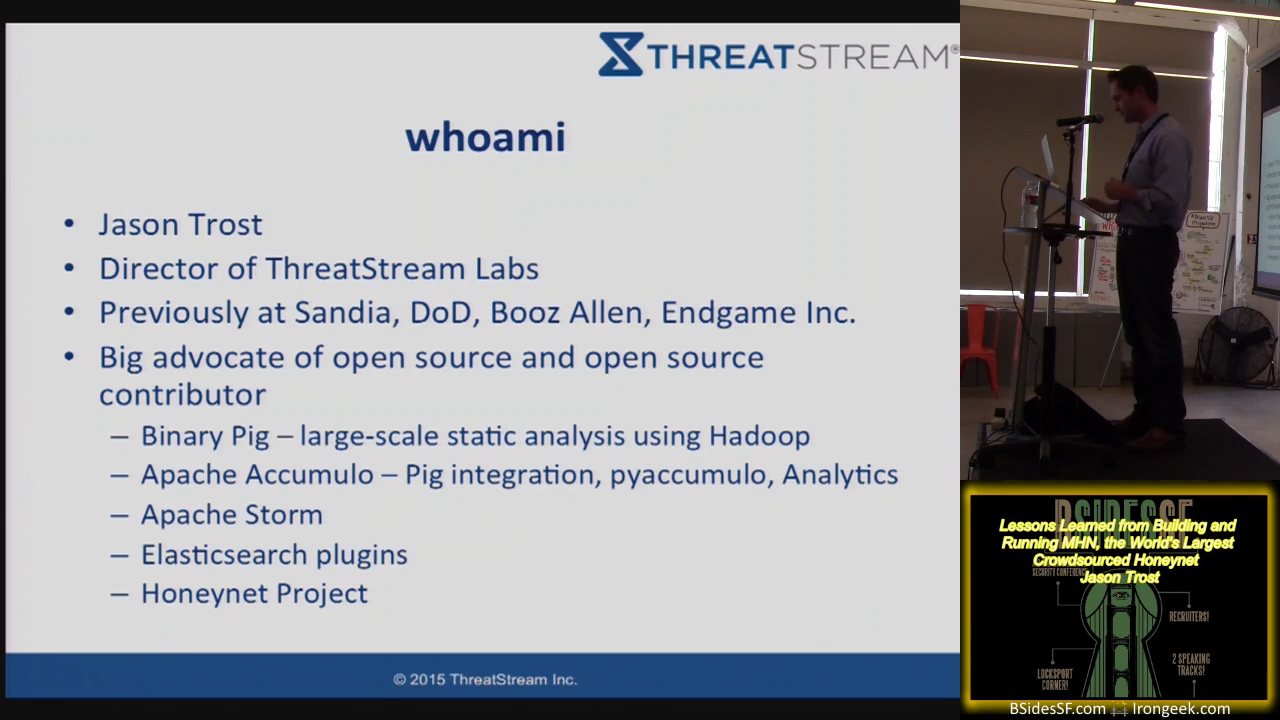 THREATSTREAM®
whoami
• Jason Trost
• Director of ThreatStream Labs
• Previously at Sandia, DoD, Booz Allen, Endgame Inc.
• Big advocate of open source and open source
contributor
– Binary Pig – large-scale static analysis using Hadoop
– Apache Accumulo – Pig integration, pyaccumulo, Analytics
– Apache Storm
– Elasticsearch plugins
– Honeynet Project
© 2015 ThreatStream Inc.
BSIDESSF
Lessons Learned from Building and
Running MHN, the World's Largest
Crowdsourced Honeynet
Jason Trost
SECURITY CONFERENCE
RECRUITERS!
LOCKSPORT
CORNER!
2 SPEAKING
TRACKS!
BSidesSF.com Irongeek.com